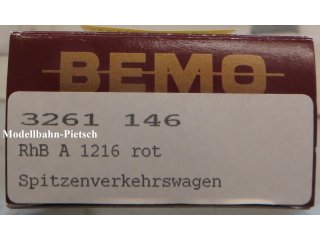 BEMO
3261 146
Modellbahn-Pietsch
RhB A 1216 rot
Spitzenverkehrswagen